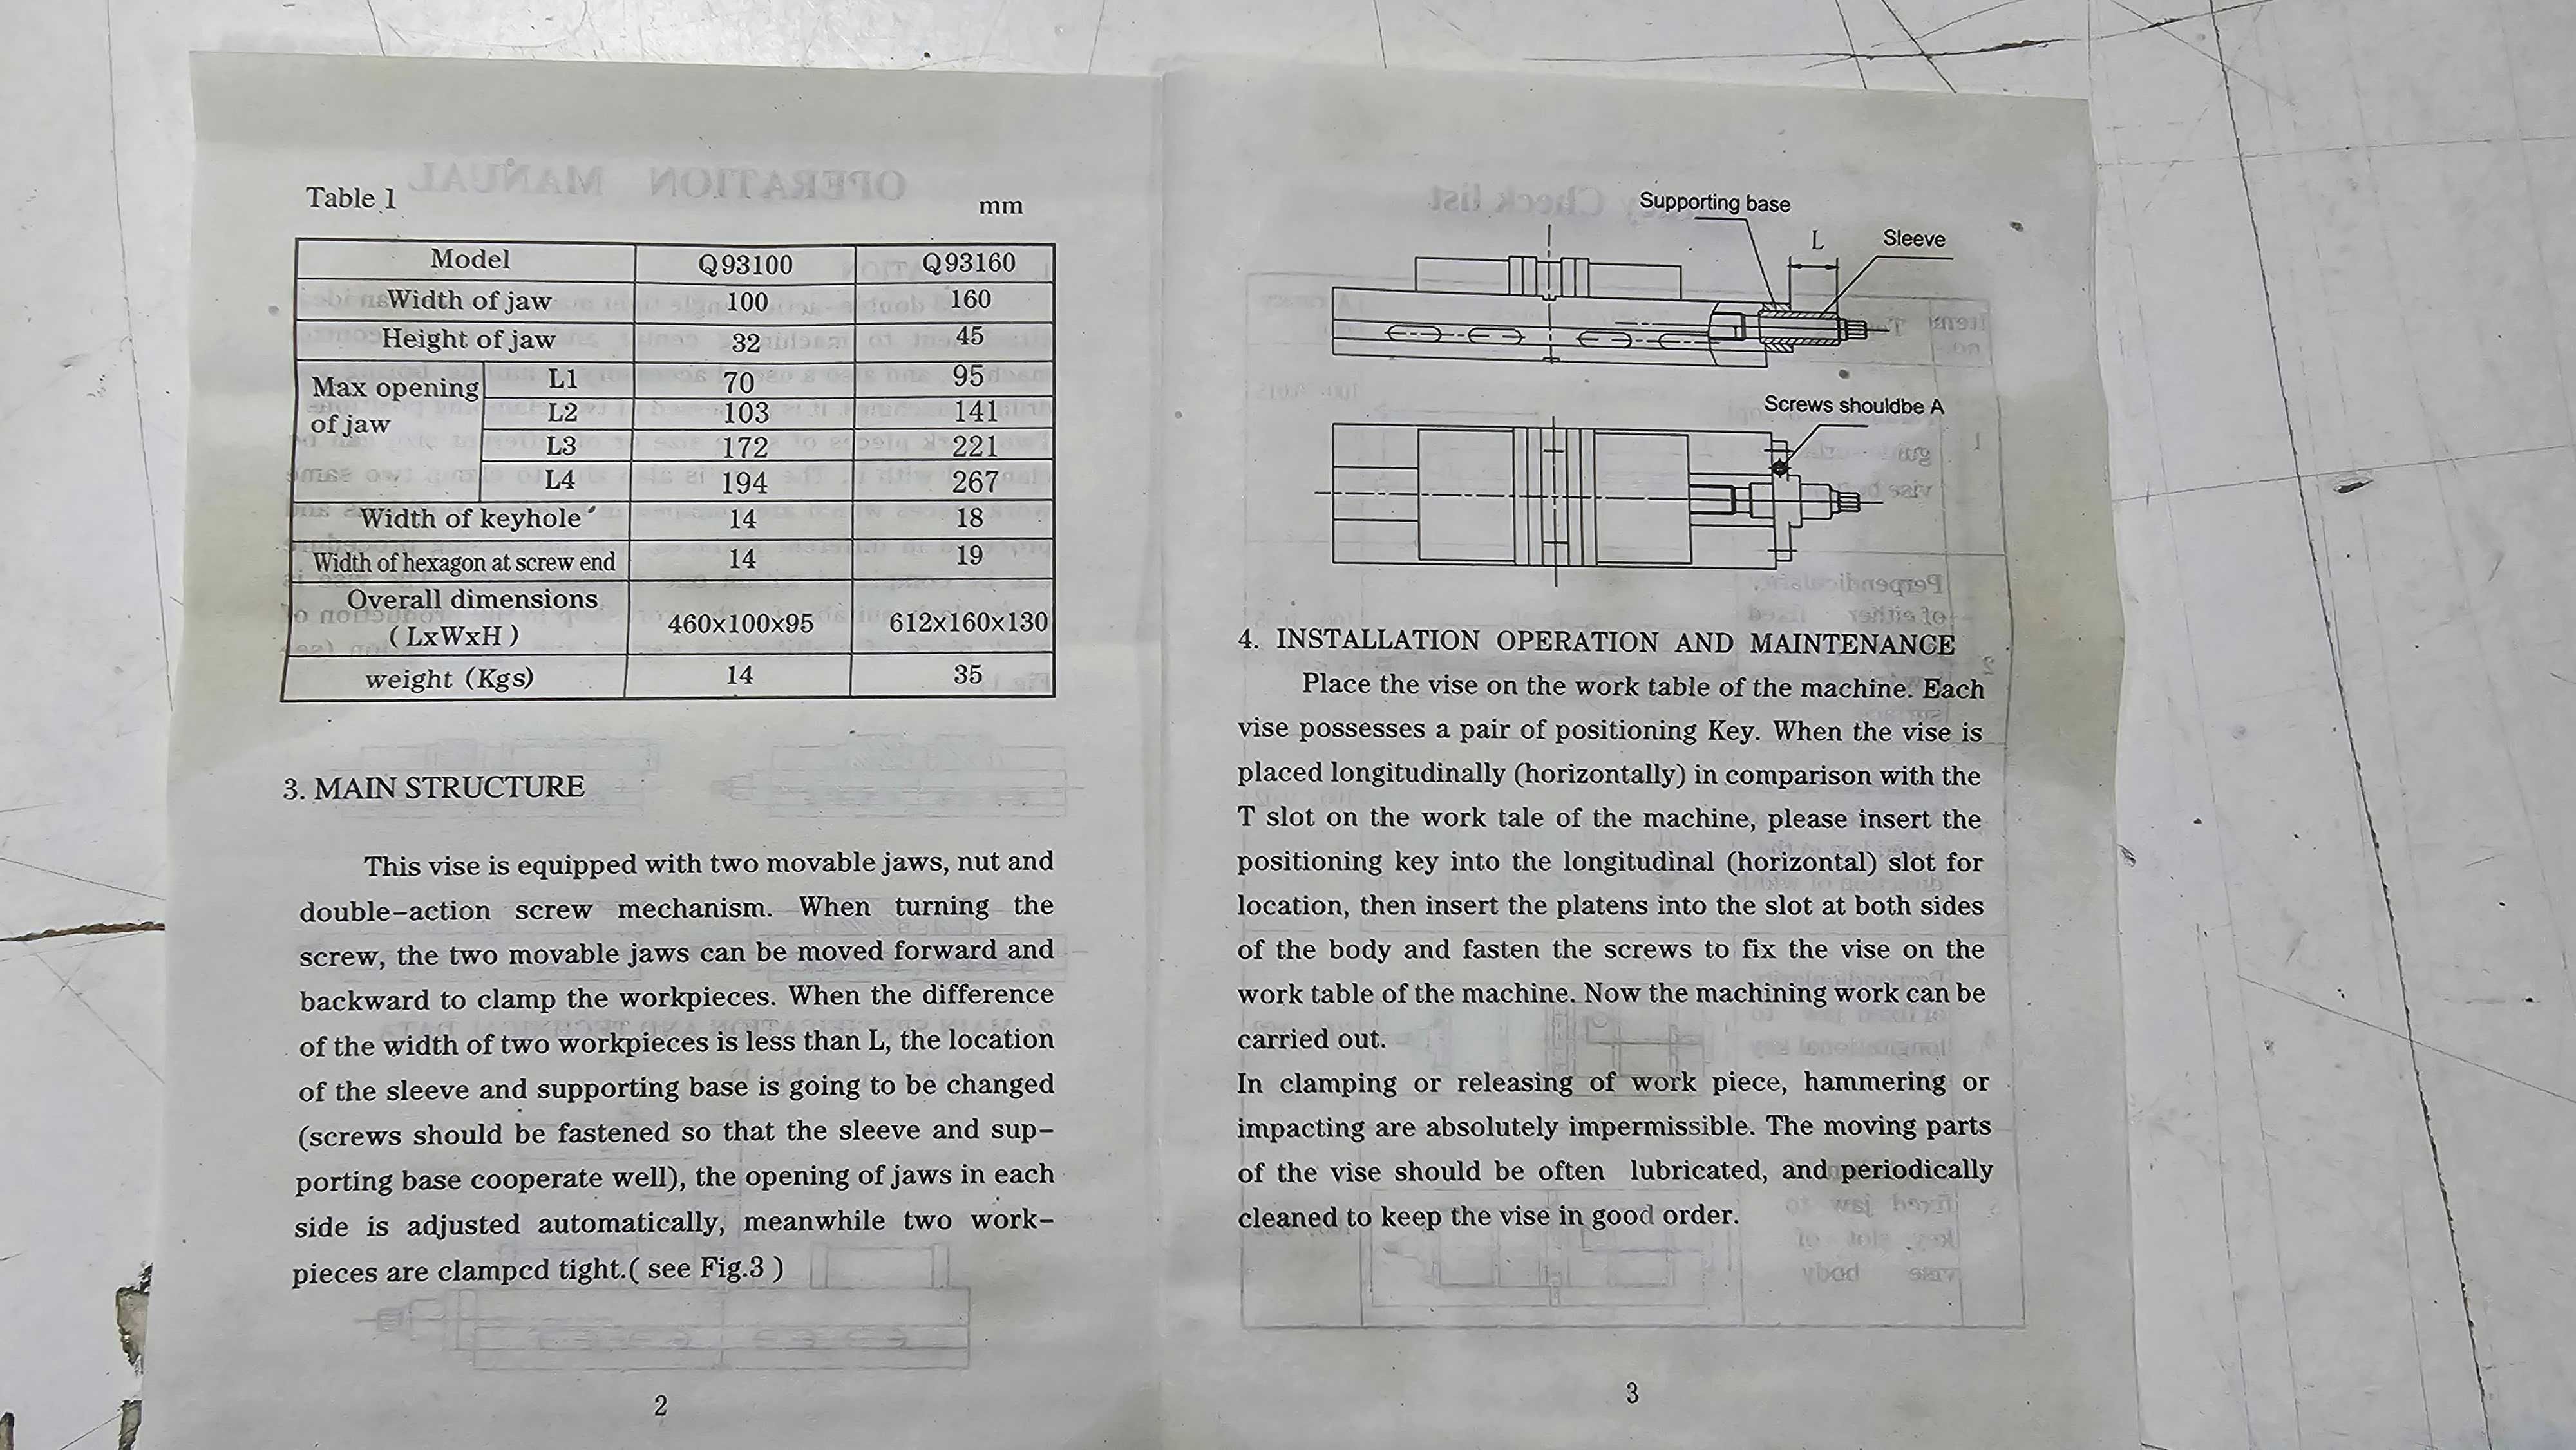 Table 1 mm
Model Q93100 Q93160
Width of jaw 100 160
Height of jaw 32 45
Max opening of jaw L1 70 95
L2 103 141
L3 172 221
L4 194 267
Width of keyhole 14 18
Width of hexagon at screw end 14 19
Overall dimensions
(LxWxH) 460x100x95 612x160x130
weight (Kgs) 14 35
3. MAIN STRUCTURE
This vise is equipped with two movable jaws, nut and
double-action screw mechanism. When turning the
screw, the two movable jaws can be moved forward and
backward to clamp the workpieces. When the difference
of the width of two workpieces is less than L, the location
of the sleeve and supporting base is going to be changed
(screws should be fastened so that the sleeve and sup-
porting base cooperate well), the opening of jaws in each
side is adjusted automatically, meanwhile two work-
pieces are clampcd tight.( see Fig.3 )
2
Supporting base
L
Sleeve
Screws shouldbe A
4. INSTALLATION OPERATION AND MAINTENANCE
Place the vise on the work table of the machine. Each
vise possesses a pair of positioning Key. When the vise is
placed longitudinally (horizontally) in comparison with the
T slot on the work tale of the machine, please insert the
positioning key into the longitudinal (horizontal) slot for
location, then insert the platens into the slot at both sides
of the body and fasten the screws to fix the vise on the
work table of the machine. Now the machining work can be
carried out.
In clamping or releasing of work piece, hammering or
impacting are absolutely impermissible. The moving parts
of the vise should be often lubricated, and periodically
cleaned to keep the vise in good order.
3